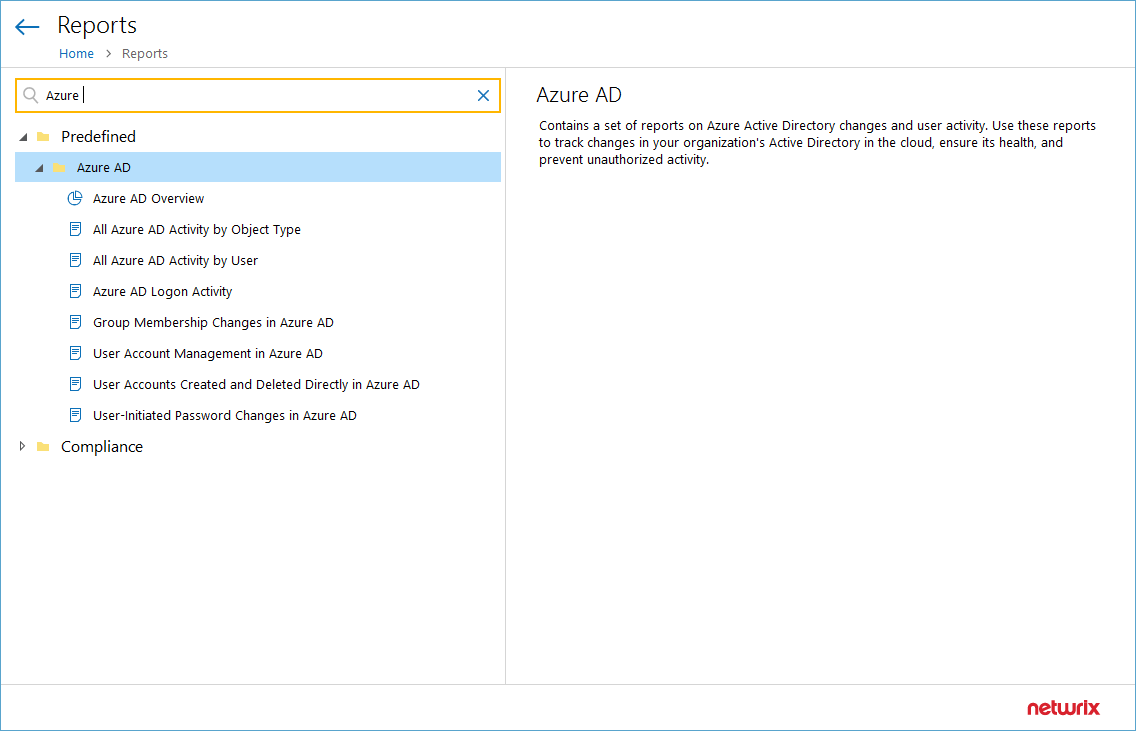 Reports
Home > Reports
Azure
Predefined
Azure AD
Azure AD Overview
All Azure AD Activity by Object Type
All Azure AD Activity by User
Azure AD Logon Activity
Group Membership Changes in Azure AD
User Account Management in Azure AD
User Accounts Created and Deleted Directly in Azure AD
User-Initiated Password Changes in Azure AD
Compliance
Azure AD
Contains a set of reports on Azure Active Directory changes and user activity. Use these reports
to track changes in your organization's Active Directory in the cloud, ensure its health, and
prevent unauthorized activity.
netwrix